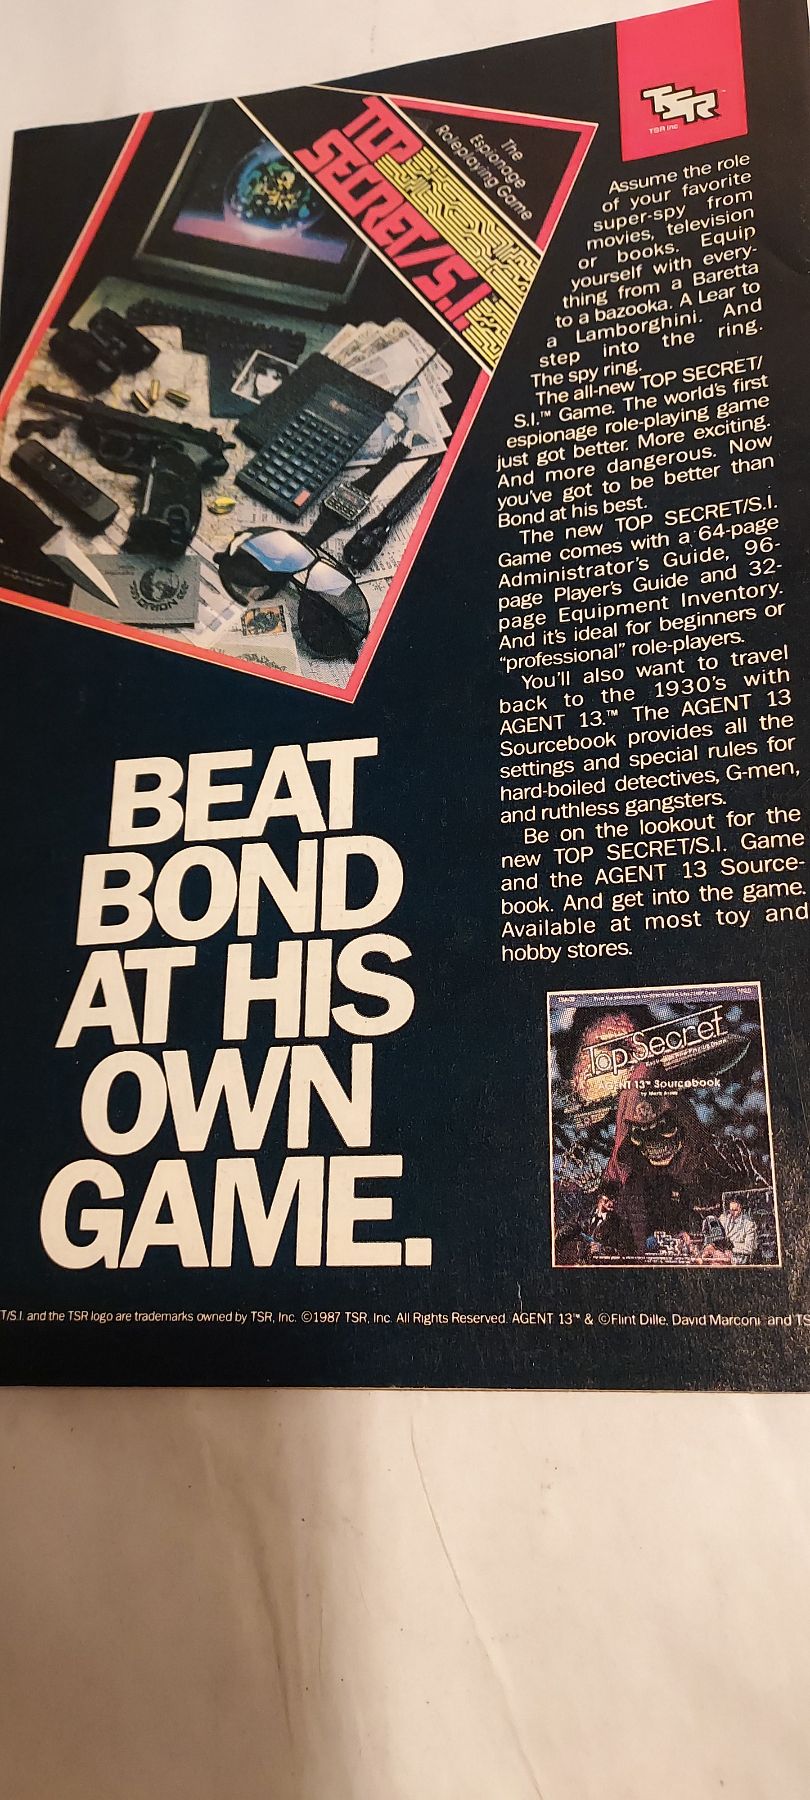 TSR
TSR Inc
The
Espionage
Roleplaying Game
TOP
SECRET/S.I.
ORION
Assume the role
of your favorite
super-spy from
movies, television
or books. Equip
yourself with every-
thing from a Baretta
to a bazooka. A Lear to
a Lamborghini. And
step into the ring.
The spy ring.
The all-new TOP SECRET/
S.I.™ Game. The world's first
espionage role-playing game
just got better. More exciting.
And more dangerous. Now
you've got to be better than
Bond at his best.
The new TOP SECRET/S.I.
Game comes with a 64-page
Administrator's Guide, 96-
page Player's Guide and 32-
page Equipment Inventory.
And it's ideal for beginners or
"professional" role-players.
You'll also want to travel
back to the 1930's with
AGENT 13.™ The AGENT 13
Sourcebook provides all the
settings and special rules for
hard-boiled detectives, G-men,
and ruthless gangsters.
Be on the lookout for the
new TOP SECRET/S.I. Game
and the AGENT 13 Source-
book. And get into the game.
Available at most toy and
hobby stores.
BEAT
BOND
AT HIS
OWN
GAME.
Top Secret
AGENT 13™ Sourcebook
TSR
T/S.I. and the TSR logo are trademarks owned by TSR, Inc. ©1987 TSR, Inc. All Rights Reserved. AGENT 13™ & ©Flint Dille, David Marconi and TS